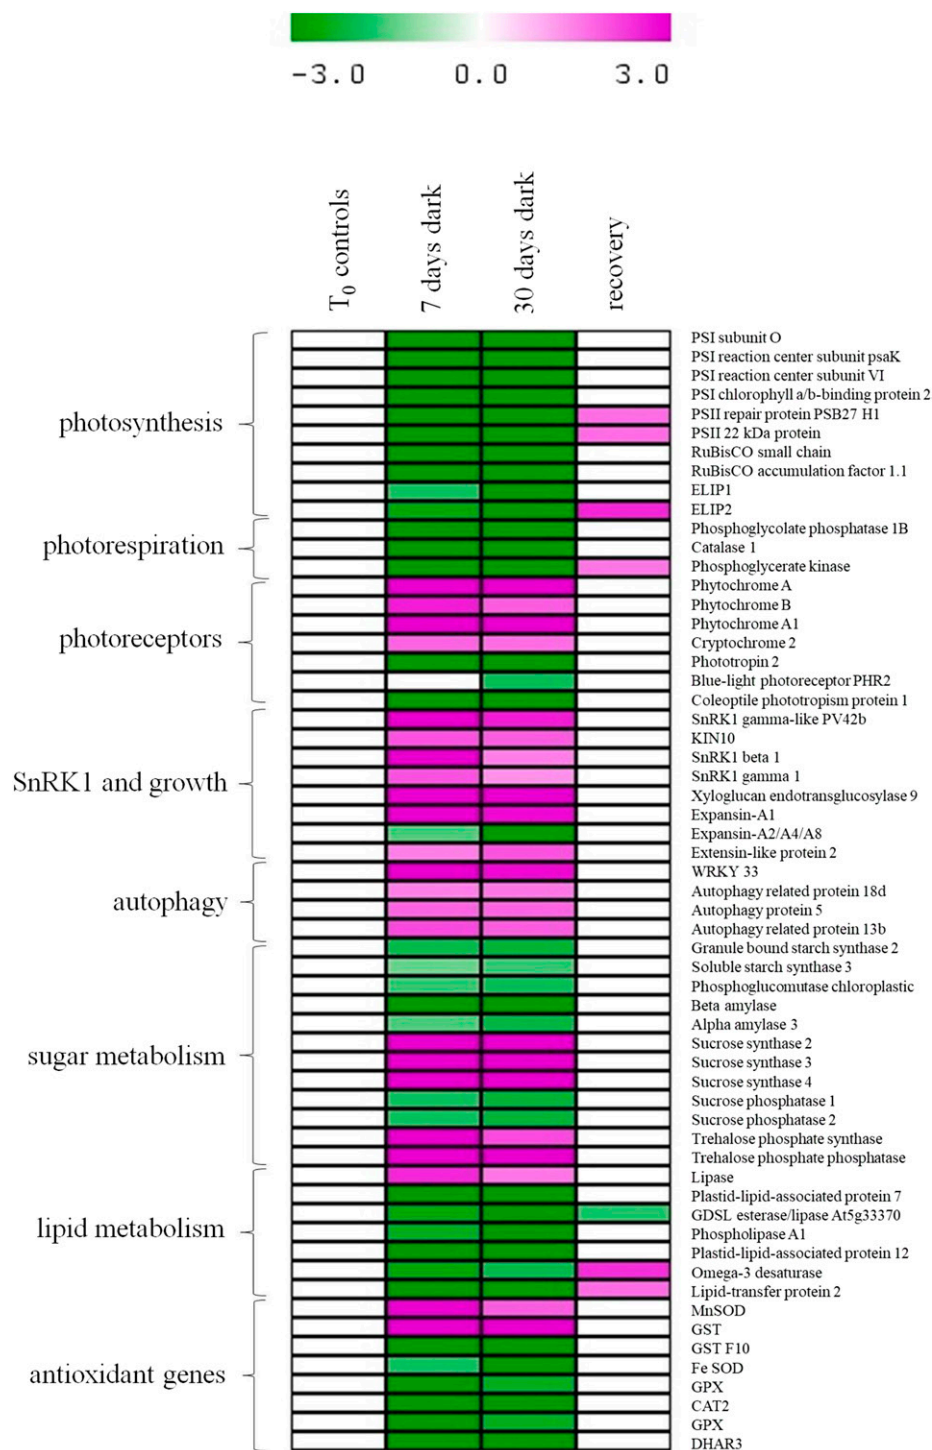 -3.0 0.0 3.0
T0 controls
7 days dark
30 days dark
recovery
photosynthesis
PSI subunit O
PSI reaction center subunit psaK
PSI reaction center subunit VI
PSI chlorophyll a/b-binding protein 2
PSII repair protein PSB27 H1
PSII 22 kDa protein
RuBisCO small chain
RuBisCO accumulation factor 1.1
ELIP1
ELIP2
photorespiration
Phosphoglycolate phosphatase 1B
Catalase 1
Phosphoglycerate kinase
photoreceptors
Phytochrome A
Phytochrome B
Phytochrome A1
Cryptochrome 2
Phototropin 2
Blue-light photoreceptor PHR2
Coleoptile phototropism protein 1
SnRK1 and growth
SnRK1 gamma-like PV42b
KIN10
SnRK1 beta 1
SnRK1 gamma 1
Xyloglucan endotransglucosylase 9
Expansin-A1
Expansin-A2/A4/A8
Extensin-like protein 2
autophagy
WRKY 33
Autophagy related protein 18d
Autophagy protein 5
Autophagy related protein 13b
sugar metabolism
Granule bound starch synthase 2
Soluble starch synthase 3
Phosphoglucomutase chloroplastic
Beta amylase
Alpha amylase 3
Sucrose synthase 2
Sucrose synthase 3
Sucrose synthase 4
Sucrose phosphatase 1
Sucrose phosphatase 2
Trehalose phosphate synthase
Trehalose phosphate phosphatase
lipid metabolism
Lipase
Plastid-lipid-associated protein 7
GDSL esterase/lipase At5g33370
Phospholipase A1
Plastid-lipid-associated protein 12
Omega-3 desaturase
Lipid-transfer protein 2
antioxidant genes
MnSOD
GST
GST F10
Fe SOD
GPX
CAT2
GPX
DHAR3